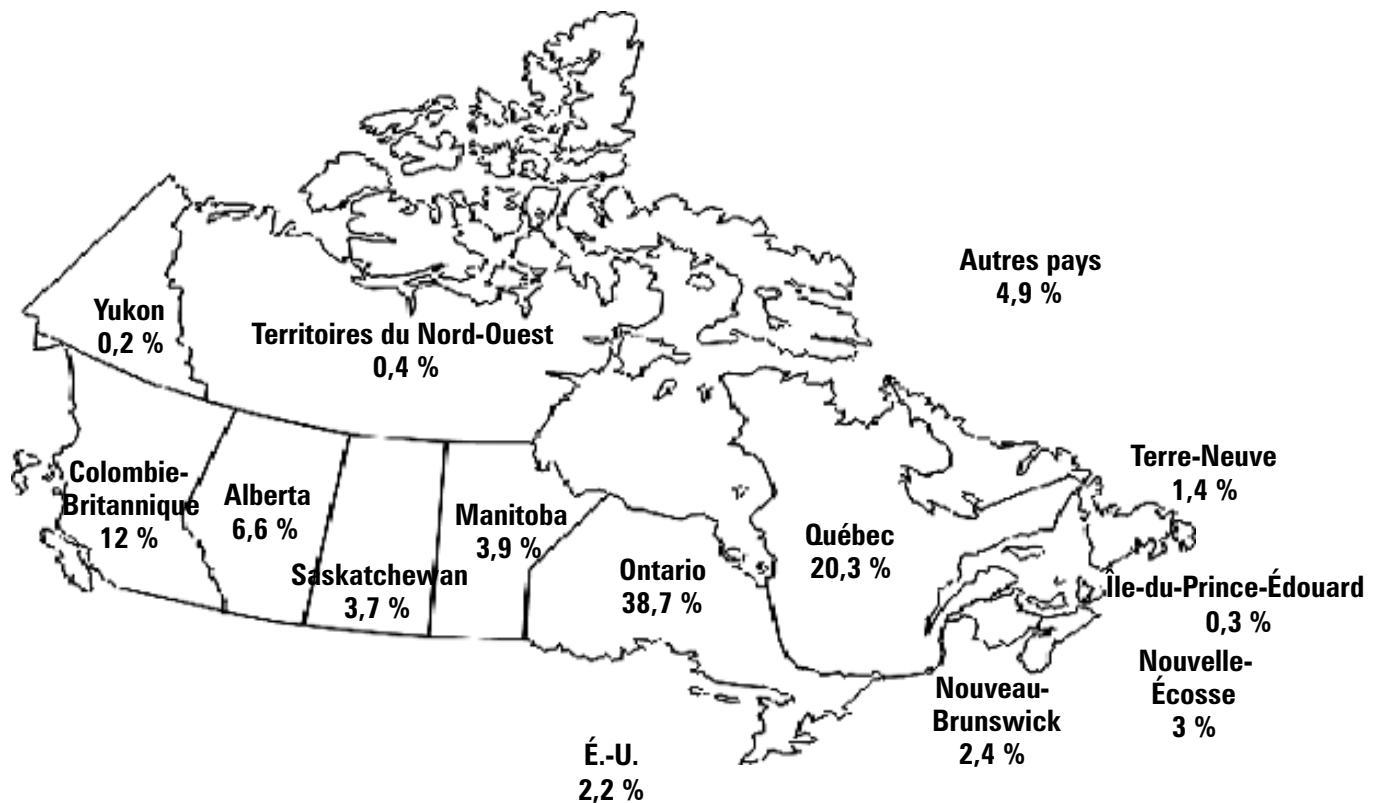 Autres pays
4,9 %
Yukon
0,2 %
Territoires du Nord-Ouest
0,4 %
Colombie-
Britannique
12 %
Alberta
6,6 %
Saskatchewan
3,7 %
Manitoba
3,9 %
Ontario
38,7 %
Québec
20,3 %
Terre-Neuve
1,4 %
Île-du-Prince-Édouard
0,3 %
Nouvelle-
Écosse
3 %
Nouveau-
Brunswick
2,4 %
É.-U.
2,2 %